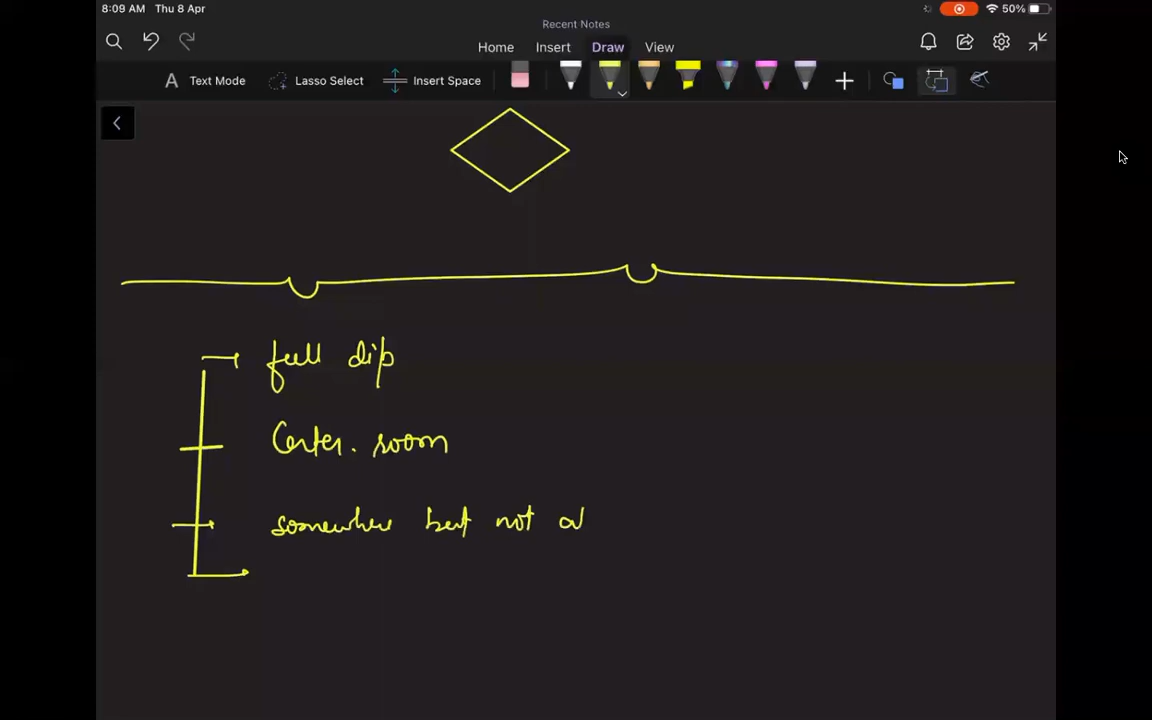 8:09 AM Thu 8 Apr
50%
Recent Notes
Home Insert Draw View
Text Mode Lasso Select Insert Space
full dip
Center. room
somewhere but not